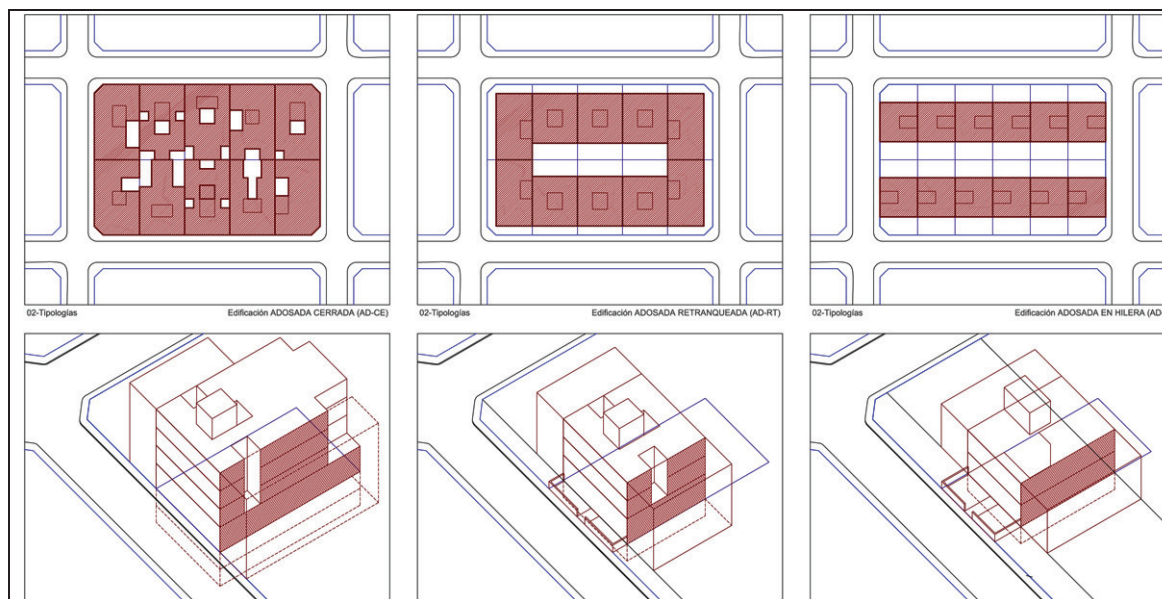 02-Tipologías Edificación ADOSADA CERRADA (AD-CE)
02-Tipologías Edificación ADOSADA RETRANQUEADA (AD-RT)
02-Tipologías Edificación ADOSADA EN HILERA (AD-